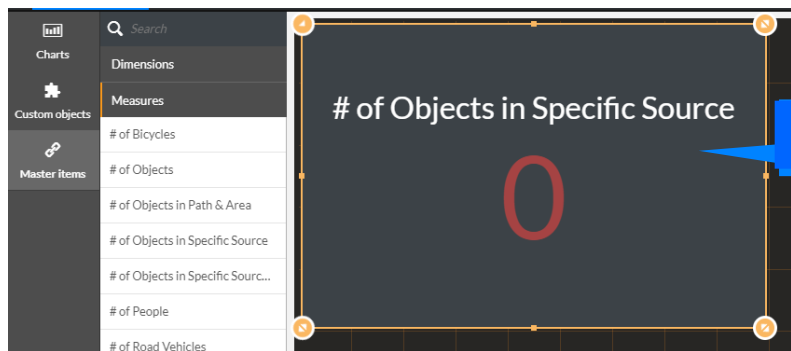 Charts
Custom objects
Master items
Search
Dimensions
Measures
# of Bicycles
# of Objects
# of Objects in Path & Area
# of Objects in Specific Source
# of Objects in Specific Sourc...
# of People
# of Road Vehicles
# of Objects in Specific Source
0